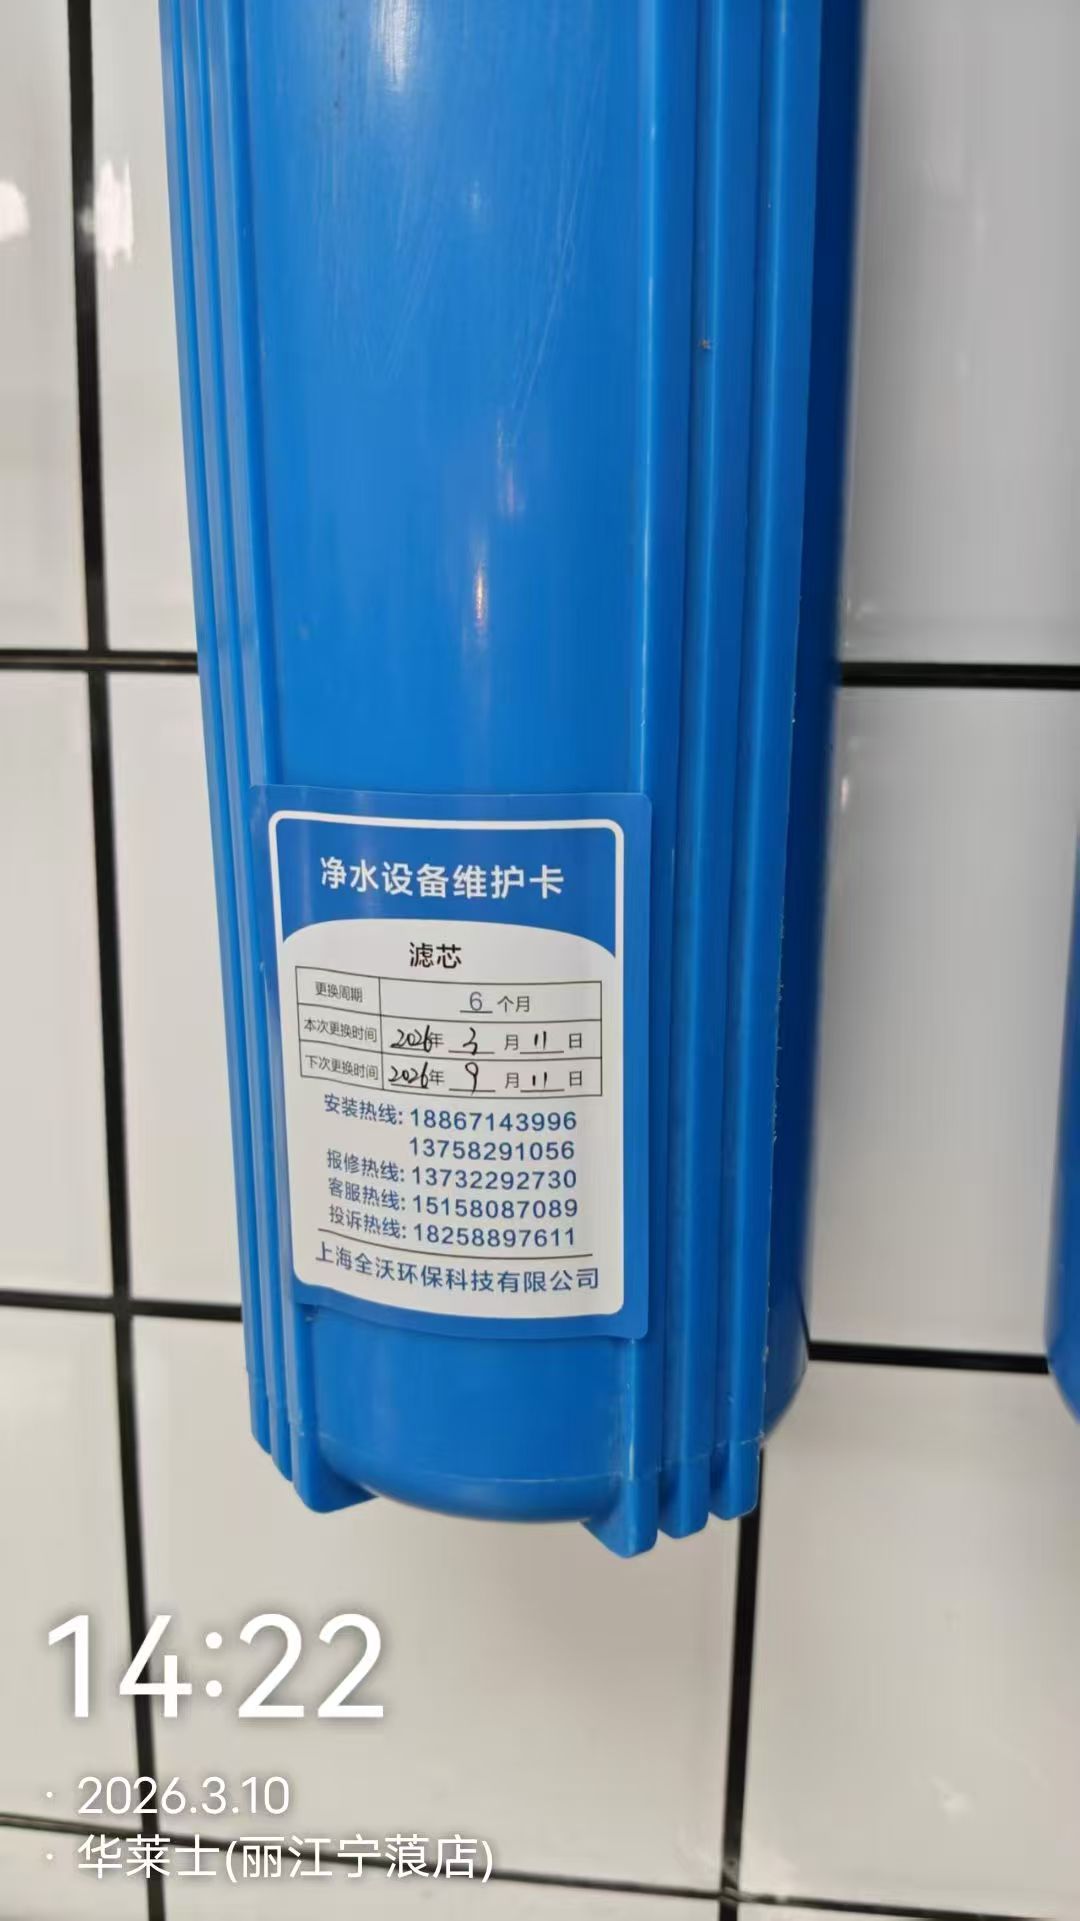 净水设备维护卡
滤芯
更换周期 6 个月
本次更换时间 2026年 3 月 11 日
下次更换时间 2026年 9 月 11 日
安装热线: 18867143996
13758291056
报修热线: 13732292730
客服热线: 15158087089
投诉热线: 18258897611
上海全沃环保科技有限公司
14:22
· 2026.3.10
· 华莱士(丽江宁蒗店)